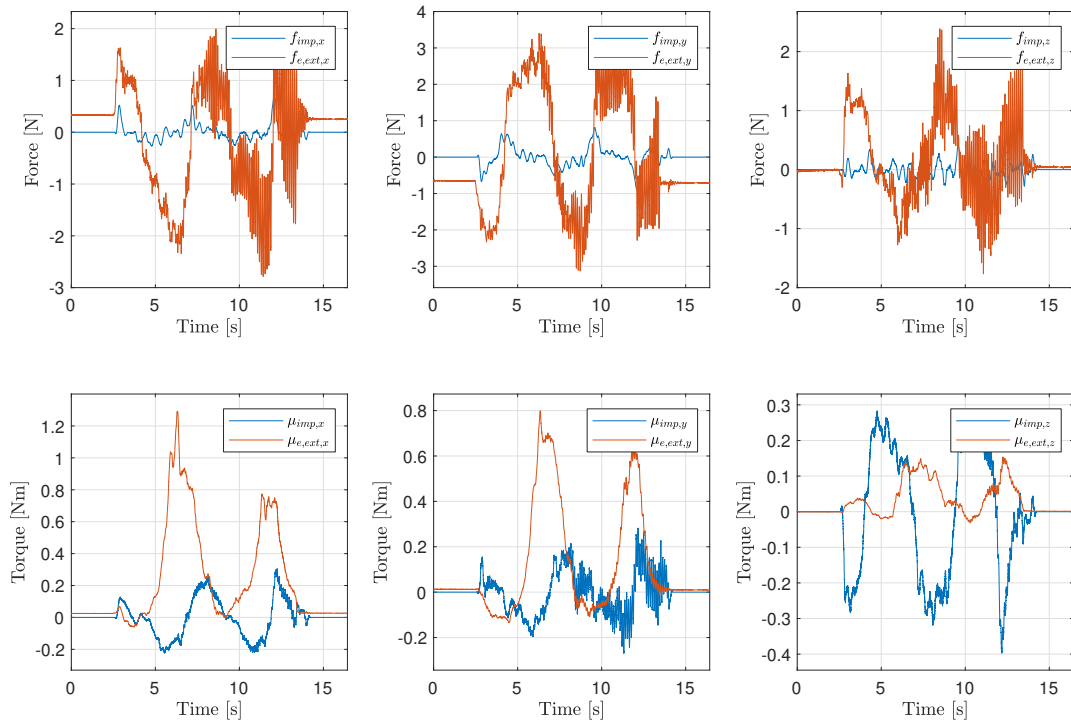 2
1
0
-1
-2
-3
0 5 10 15
Force [N]
Time [s]
f_{imp,x}
f_{e,ext,x}
4
3
2
1
0
-1
-2
-3
0 5 10 15
Force [N]
Time [s]
f_{imp,y}
f_{e,ext,y}
2
1
0
-1
-2
0 5 10 15
Force [N]
Time [s]
f_{imp,z}
f_{e,ext,z}
1.2
1
0.8
0.6
0.4
0.2
0
-0.2
0 5 10 15
Torque [Nm]
Time [s]
μ_{imp,x}
μ_{e,ext,x}
0.8
0.6
0.4
0.2
0
-0.2
0 5 10 15
Torque [Nm]
Time [s]
μ_{imp,y}
μ_{e,ext,y}
0.3
0.2
0.1
0
-0.1
-0.2
-0.3
-0.4
0 5 10 15
Torque [Nm]
Time [s]
μ_{imp,z}
μ_{e,ext,z}